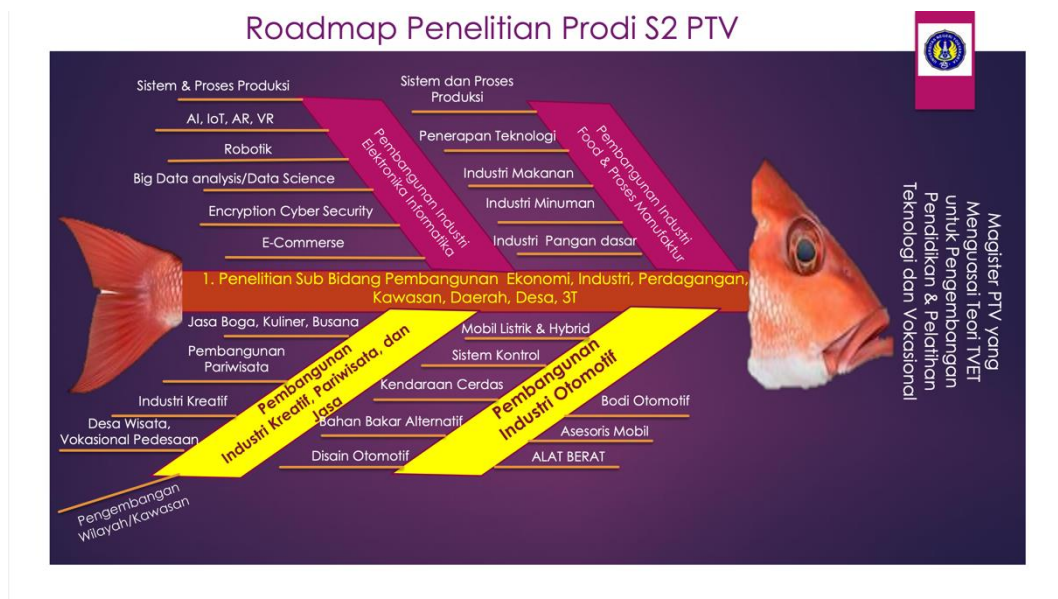 Roadmap Penelitian Prodi S2 PTV
Sistem & Proses Produksi
AI, IoT, AR, VR
Robotik
Big Data analysis/Data Science
Encryption Cyber Security
E-Commerse
Pembangunan Industri
Elektronika Informatika
Sistem dan Proses
Produksi
Penerapan Teknologi
Industri Makanan
Industri Minuman
Industri Pangan dasar
Pembangunan Industri
Food & Proses Manufaktur
1. Penelitian Sub Bidang Pembangunan Ekonomi, Industri, Perdagangan,
Kawasan, Daerah, Desa, 3T
Jasa Boga, Kuliner, Busana
Pembangunan
Pariwisata
Industri Kreatif
Desa Wisata,
Vokasional Pedesaan
Pengembangan
Wilayah/Kawasan
Pembangunan
Industri Kreatif, Pariwisata, dan
Jasa
Mobil Listrik & Hybrid
Sistem Kontrol
Kendaraan Cerdas
Bahan Bakar Alternatif
Disain Otomotif
Pembangunan
Industri Otomotif
Bodi Otomotif
Asesoris Mobil
ALAT BERAT
Magister PTV yang
Menguasai Teori TVET
untuk Pengembangan
Pendidikan & Pelatihan
Teknologi dan Vokasional